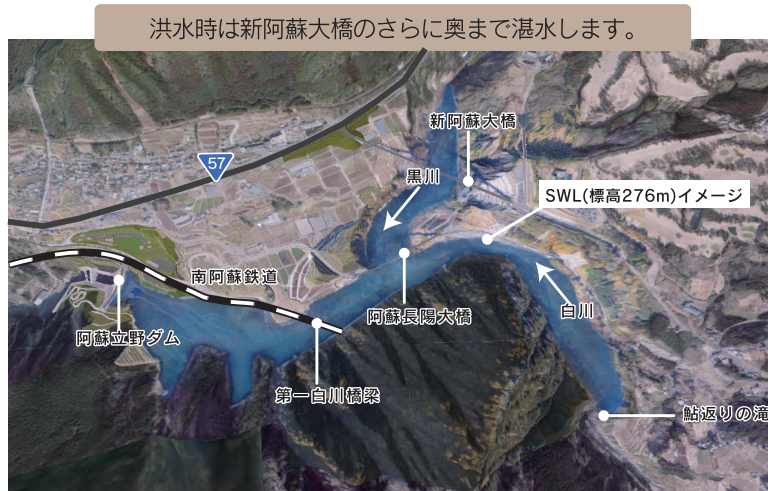 洪水時は新阿蘇大橋のさらに奥まで湛水します。
新阿蘇大橋
57
黒川
SWL(標高276m)イメージ
南阿蘇鉄道
白川
阿蘇長陽大橋
阿蘇立野ダム
第一白川橋梁
鮎返りの滝